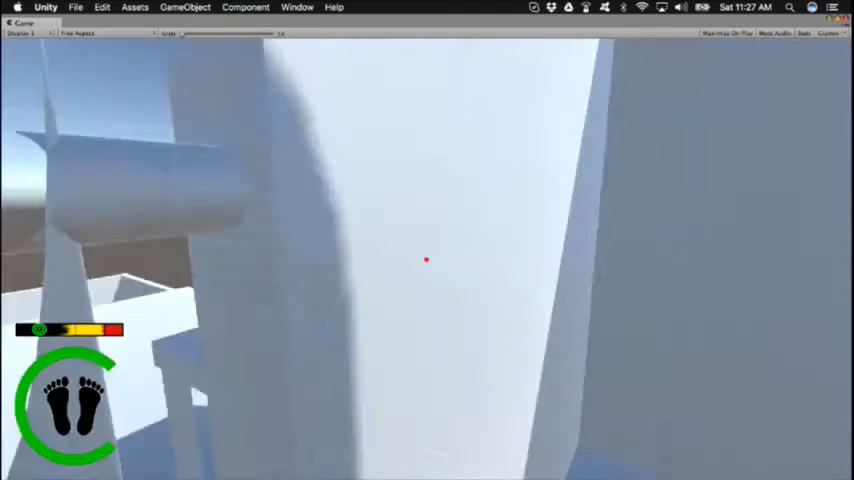 Unity File Edit Assets GameObject Component Window Help Sat 11:27 AM
Game
Display 1 Free Aspect Scale Maximize On Play Mute Audio Stats Gizmos